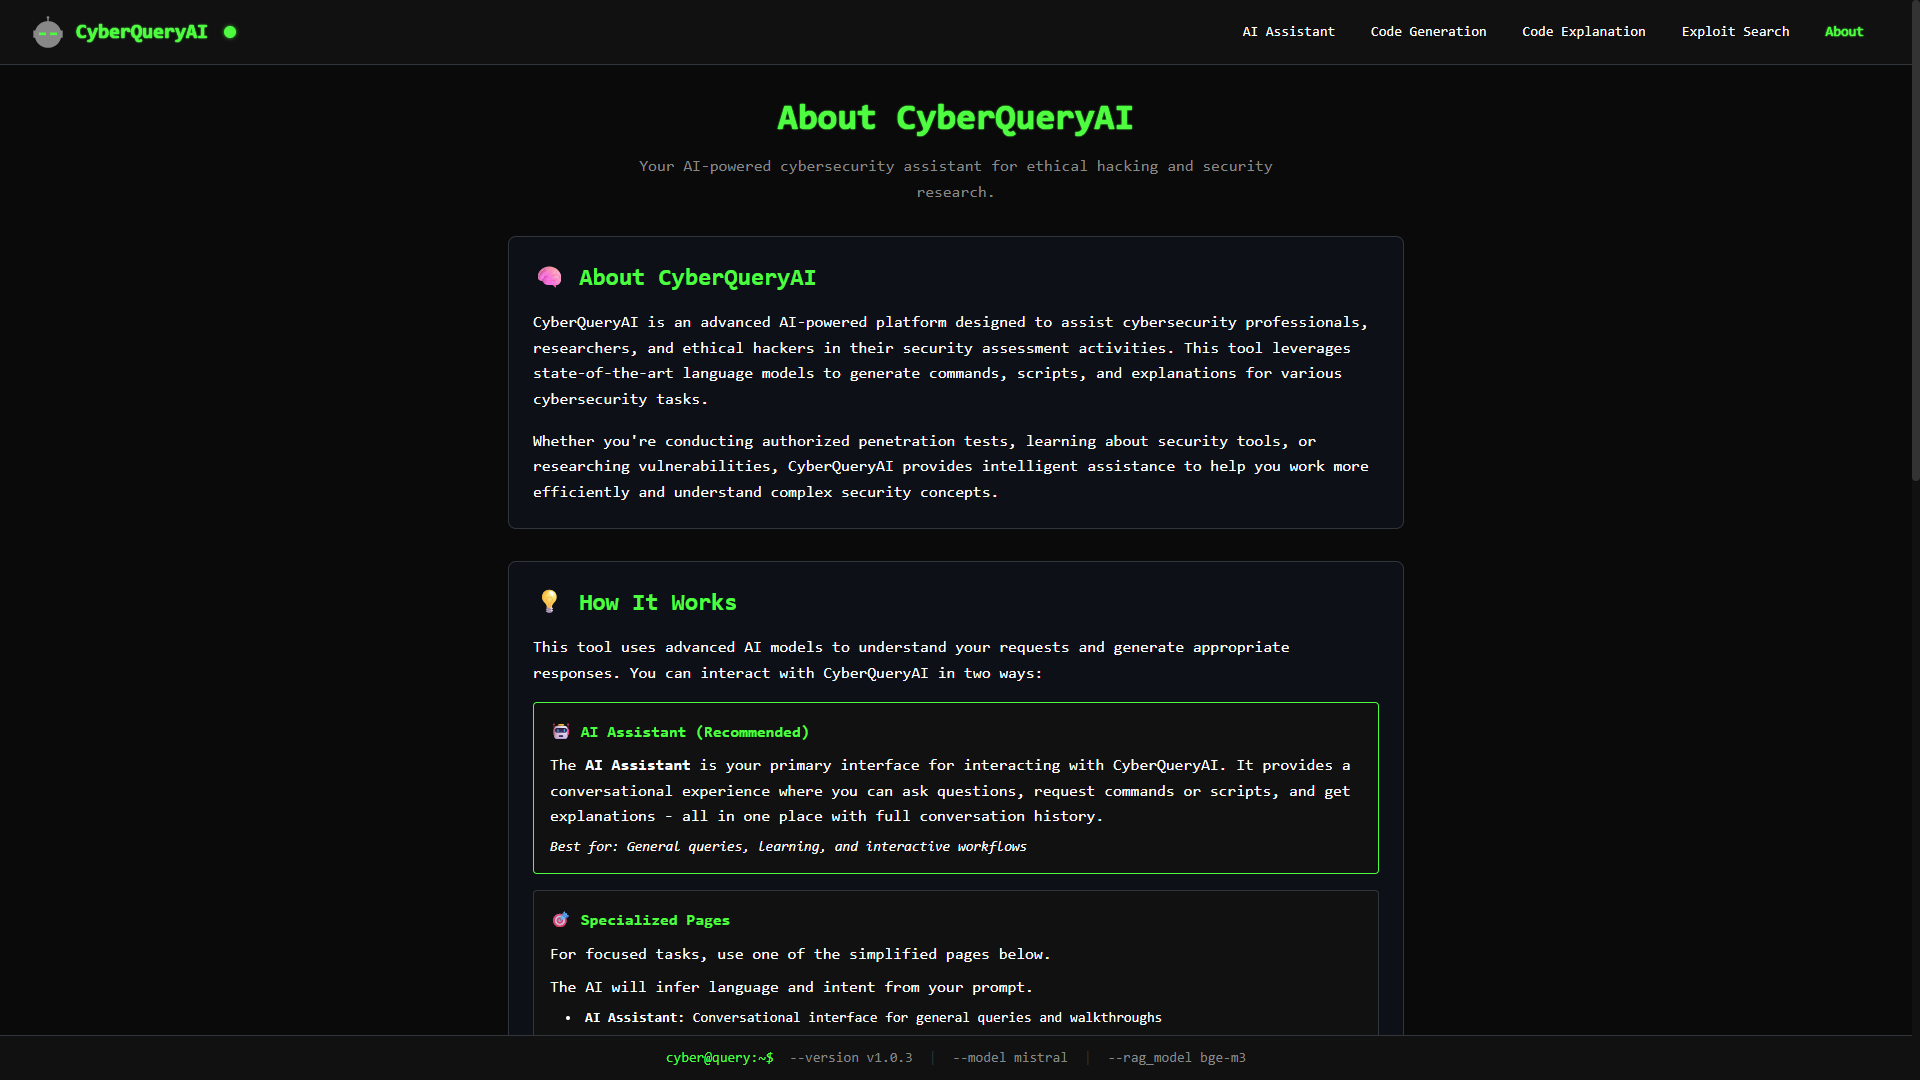 CyberQueryAI
AI Assistant
Code Generation
Code Explanation
Exploit Search
About
About CyberQueryAI
Your AI-powered cybersecurity assistant for ethical hacking and security
research.
About CyberQueryAI
CyberQueryAI is an advanced AI-powered platform designed to assist cybersecurity professionals,
researchers, and ethical hackers in their security assessment activities. This tool leverages
state-of-the-art language models to generate commands, scripts, and explanations for various
cybersecurity tasks.
Whether you're conducting authorized penetration tests, learning about security tools, or
researching vulnerabilities, CyberQueryAI provides intelligent assistance to help you work more
efficiently and understand complex security concepts.
How It Works
This tool uses advanced AI models to understand your requests and generate appropriate
responses. You can interact with CyberQueryAI in two ways:
AI Assistant (Recommended)
The AI Assistant is your primary interface for interacting with CyberQueryAI. It provides a
conversational experience where you can ask questions, request commands or scripts, and get
explanations - all in one place with full conversation history.
Best for: General queries, learning, and interactive workflows
Specialized Pages
For focused tasks, use one of the simplified pages below.
The AI will infer language and intent from your prompt.
• AI Assistant: Conversational interface for general queries and walkthroughs
cyber@query:~$ --version v1.0.3 | --model mistral | --rag_model bge-m3